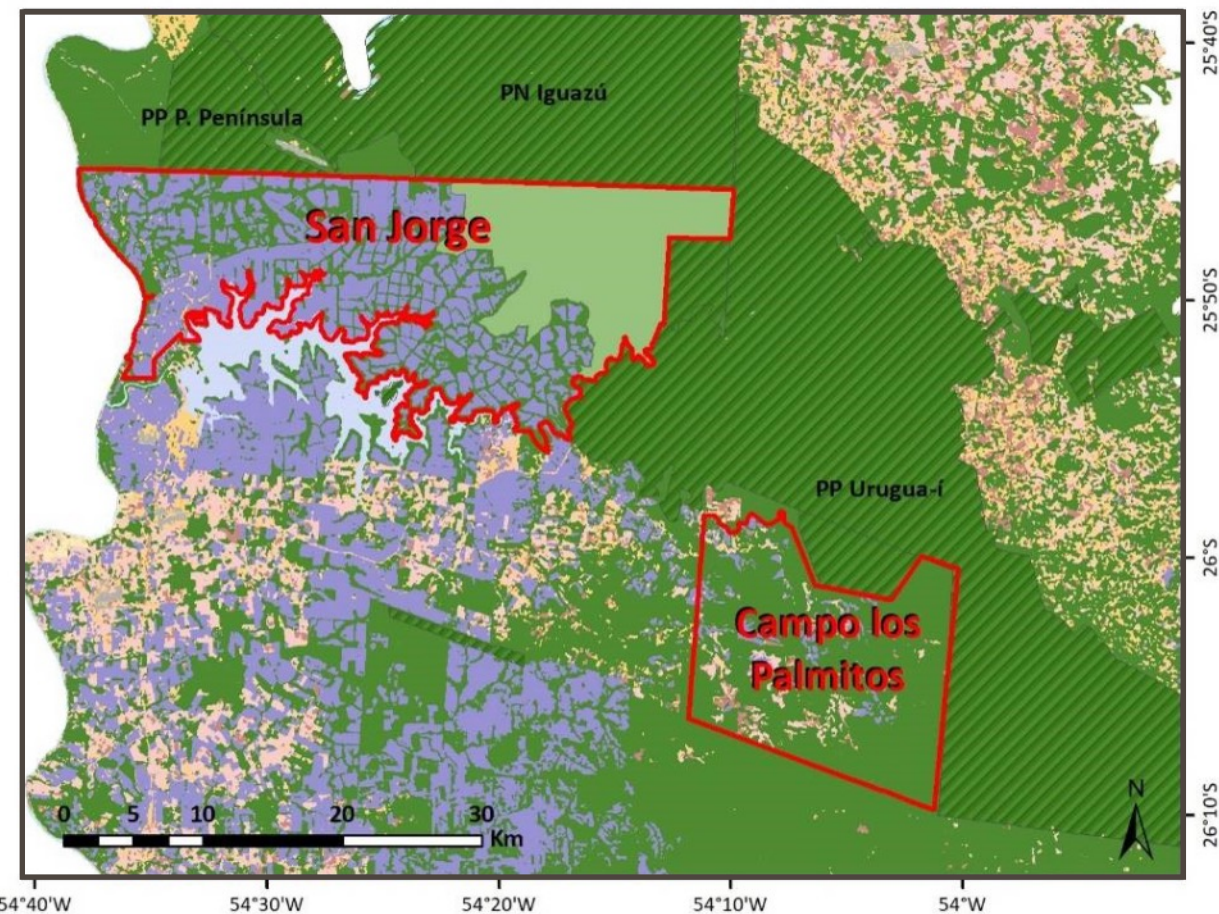 PN Iguazú
PP P. Península
San Jorge
PP Urugua-í
Campo los
Palmitos
0 5 10 20 30
Km
N
25°40'S
25°50'S
26°S
26°10'S
54°40'W 54°30'W 54°20'W 54°10'W 54°W